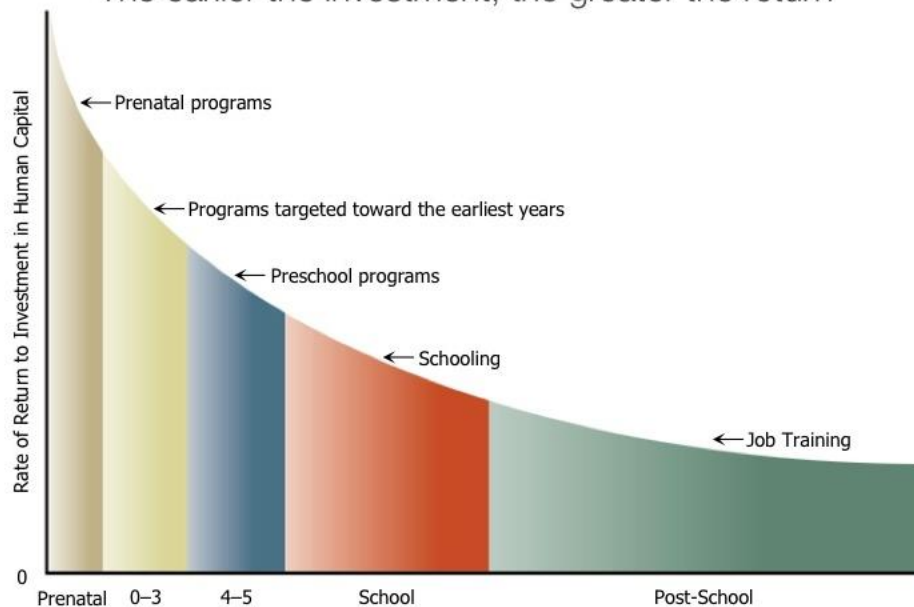 The earlier the investment, the greater the return
Rate of Return to Investment in Human Capital
Prenatal programs
Programs targeted toward the earliest years
Preschool programs
Schooling
Job Training
0
Prenatal 0–3 4–5 School Post-School